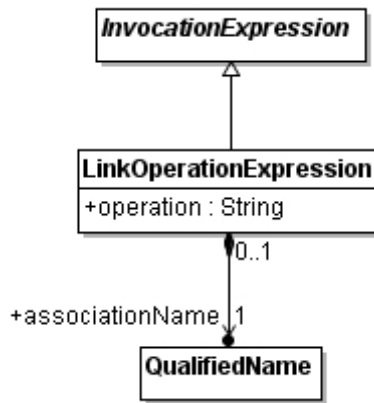 InvocationExpression
LinkOperationExpression
+operation : String
0..1
+associationName 1
QualifiedName